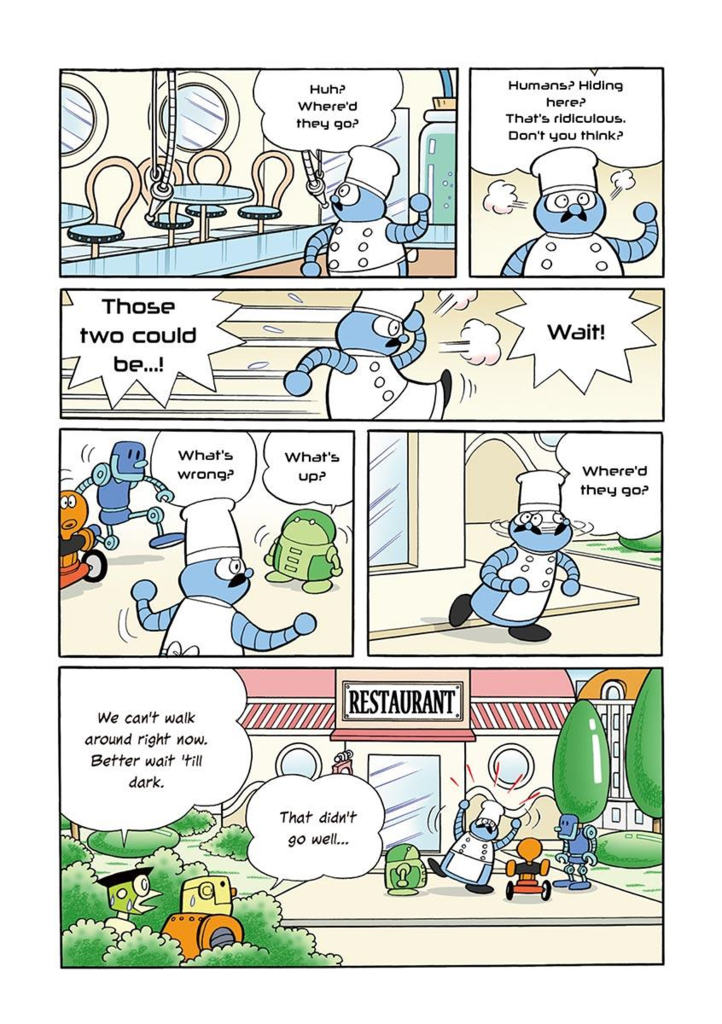 Huh?
Where'd
they go?
Humans? Hiding
here?
That's ridiculous.
Don't you think?
Those
two could
be...!
Wait!
What's
wrong?
What's
up?
Where'd
they go?
We can't walk
around right now.
Better wait 'till
dark.
RESTAURANT
That didn't
go well...